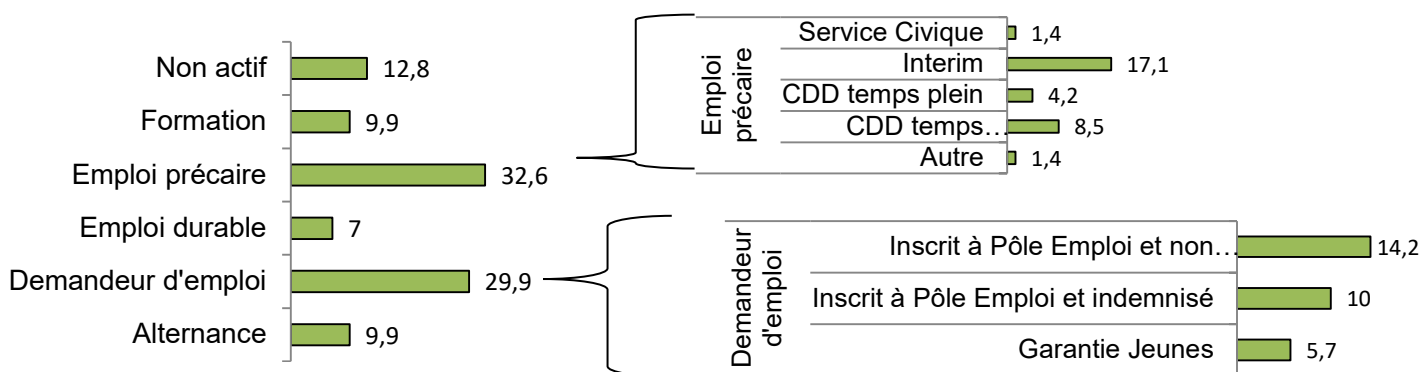 Non actif 12,8
Formation 9,9
Emploi précaire 32,6
Emploi durable 7
Demandeur d'emploi 29,9
Alternance 9,9
Emploi
précaire
Service Civique 1,4
Interim 17,1
CDD temps plein 4,2
CDD temps… 8,5
Autre 1,4
Demandeur
d'emploi
Inscrit à Pôle Emploi et non… 14,2
Inscrit à Pôle Emploi et indemnisé 10
Garantie Jeunes 5,7